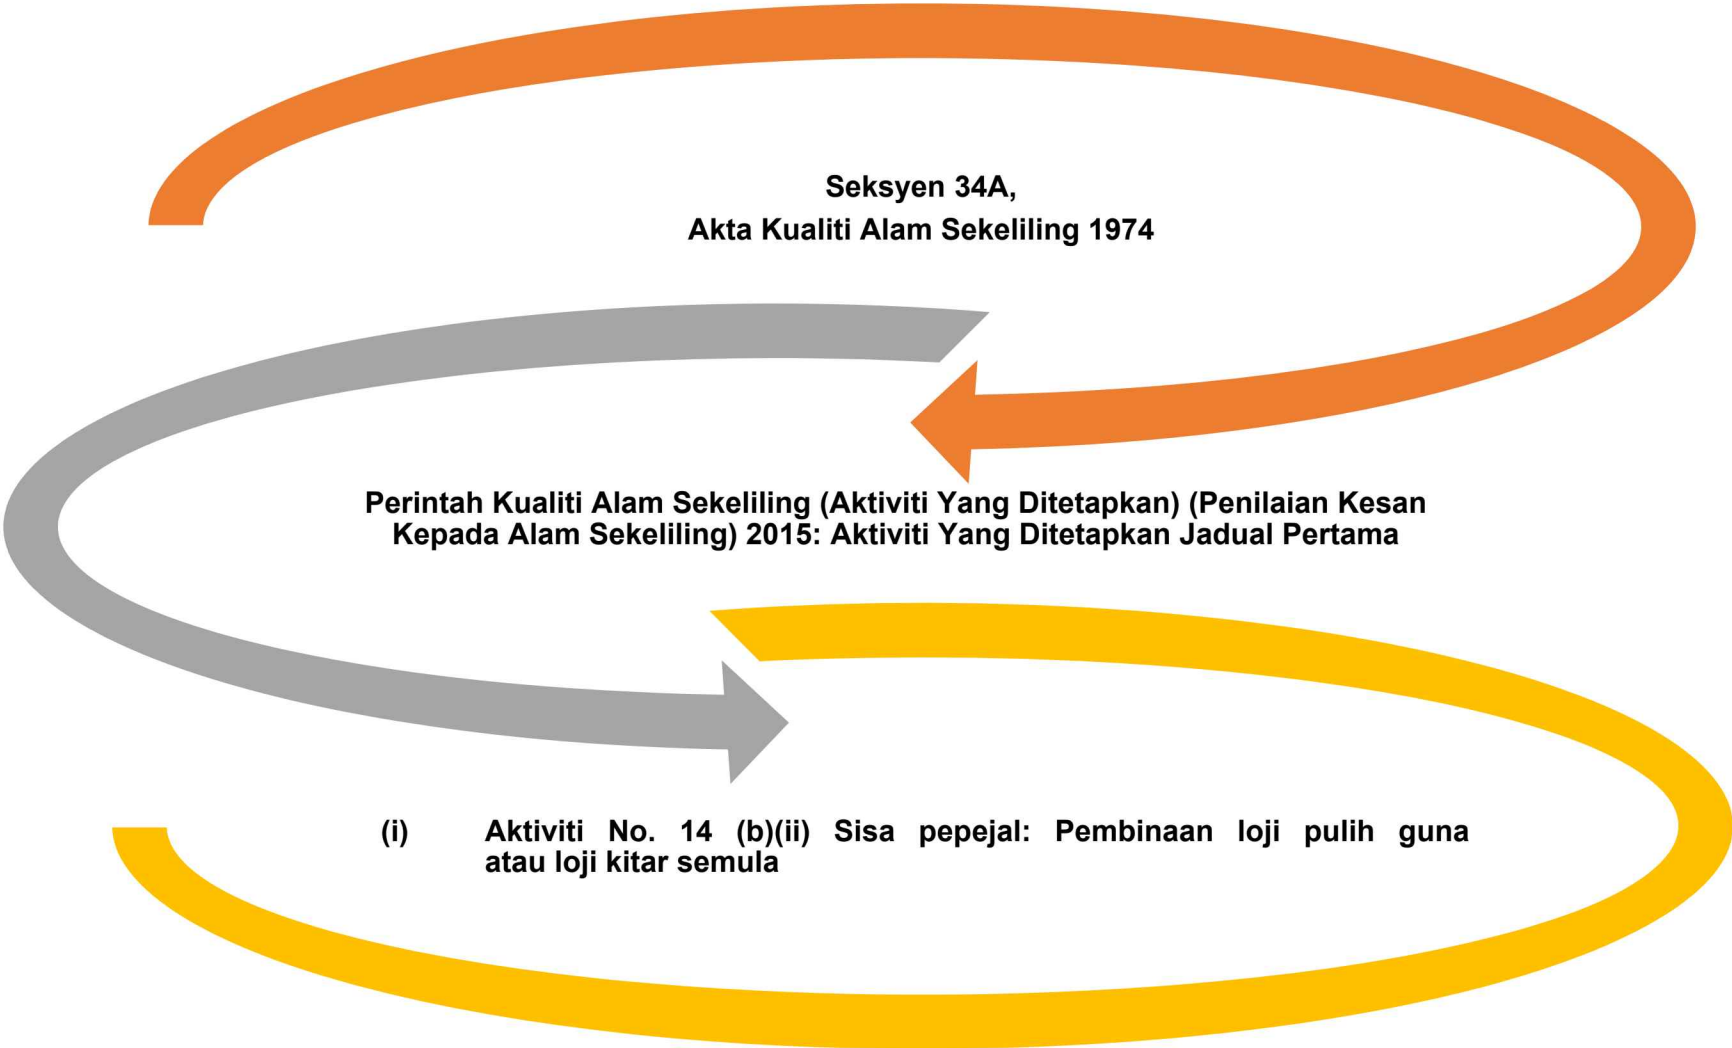 Seksyen 34A,
Akta Kualiti Alam Sekeliling 1974
Perintah Kualiti Alam Sekeliling (Aktiviti Yang Ditetapkan) (Penilaian Kesan
Kepada Alam Sekeliling) 2015: Aktiviti Yang Ditetapkan Jadual Pertama
(i) Aktiviti No. 14 (b)(ii) Sisa pepejal: Pembinaan loji pulih guna
atau loji kitar semula